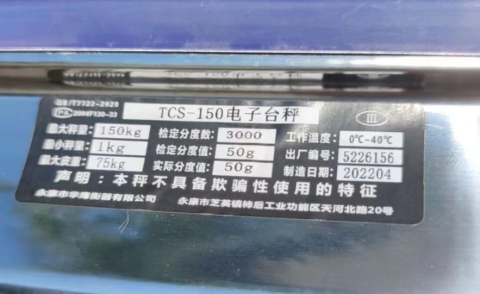 GB/T7722-2020
TCS-150电子台秤
III
最大秤量: 150kg 检定分度数: 3000 工作温度: 0℃-40℃
最小秤量: 1kg 检定分度值: 50g 出厂编号: 5226156
最大皮重: 75kg 实际分度值: 50g 制造日期: 202204
声明:本秤不具备欺骗性使用的特征
永康市芝英镇柿后工业功能区天河北路20号